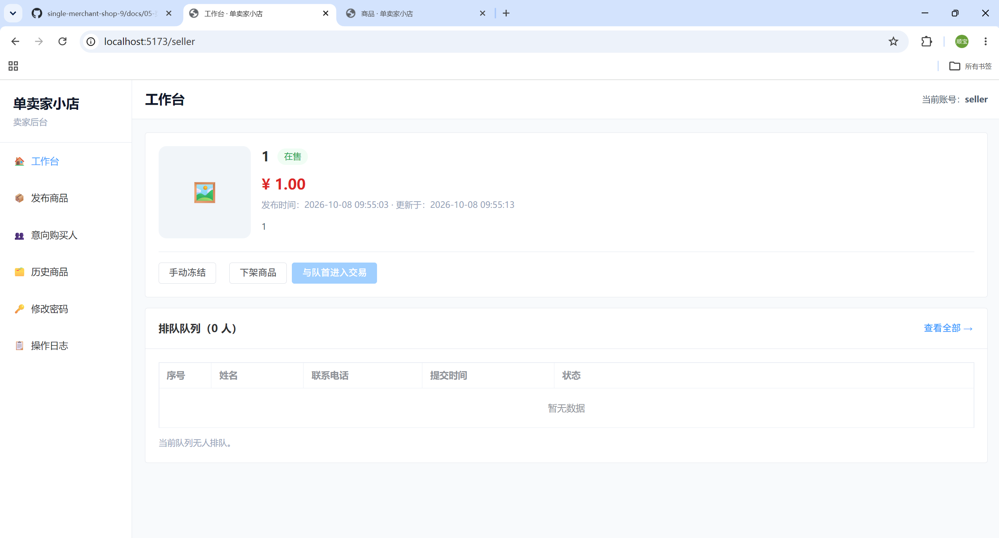 single-merchant-shop-9/docs/05-
工作台 · 单卖家小店
商品 · 单卖家小店
localhost:5173/seller
顺宝
所有书签
单卖家小店
卖家后台
工作台
发布商品
意向购买人
历史商品
修改密码
操作日志
工作台
当前账号：seller
1 在售
¥ 1.00
发布时间：2026-10-08 09:55:03 · 更新于：2026-10-08 09:55:13
1
手动冻结 下架商品 与队首进入交易
排队队列（0 人） 查看全部 →
序号 姓名 联系电话 提交时间 状态
暂无数据
当前队列无人排队。